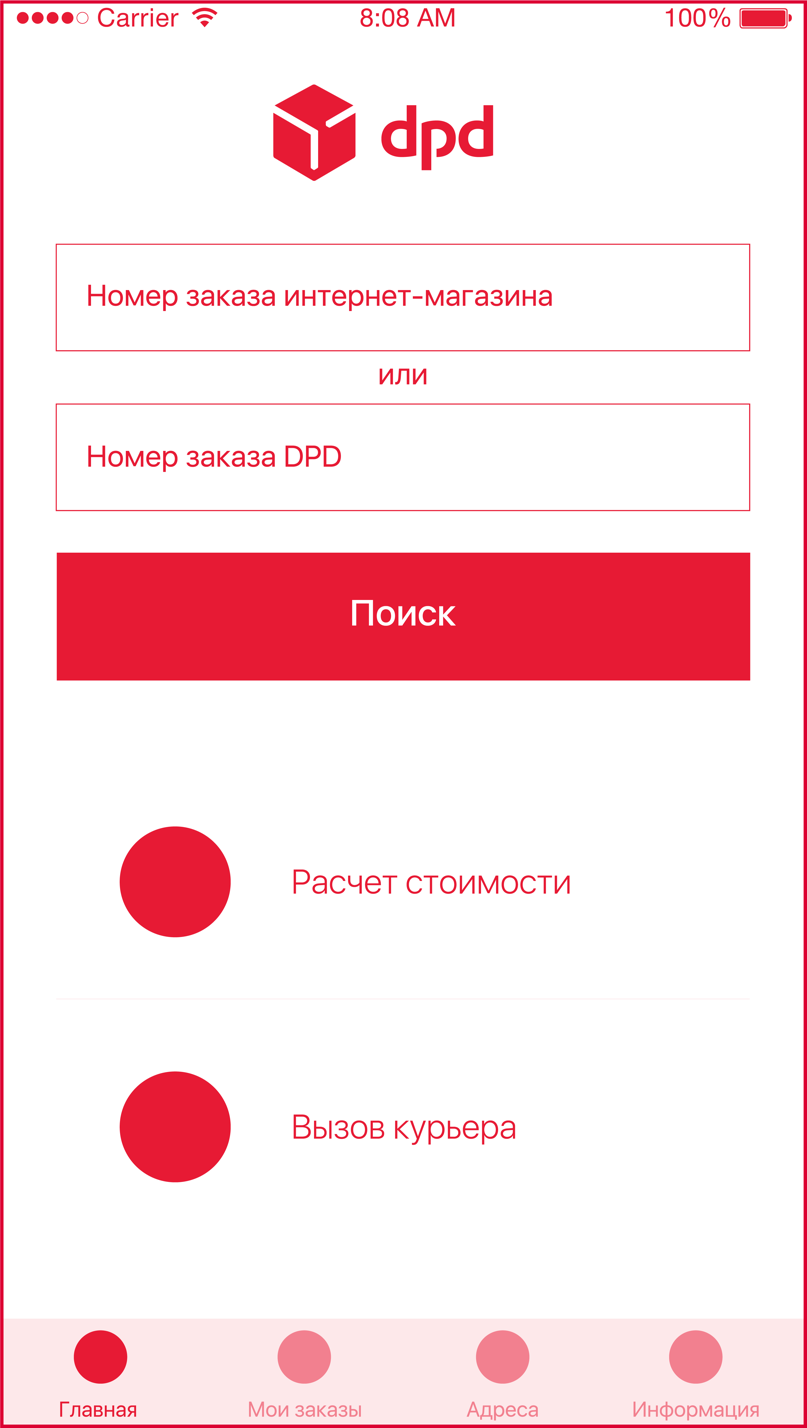 Carrier 8:08 AM 100%
dpd
Номер заказа интернет-магазина
или
Номер заказа DPD
Поиск
Расчет стоимости
Вызов курьера
Главная Мои заказы Адреса Информация